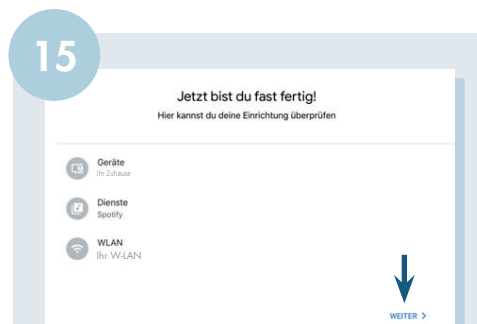 15
Jetzt bist du fast fertig!
Hier kannst du deine Einrichtung überprüfen
Geräte
Ihr Zuhause
Dienste
Spotify
WLAN
Ihr W-LAN
WEITER >